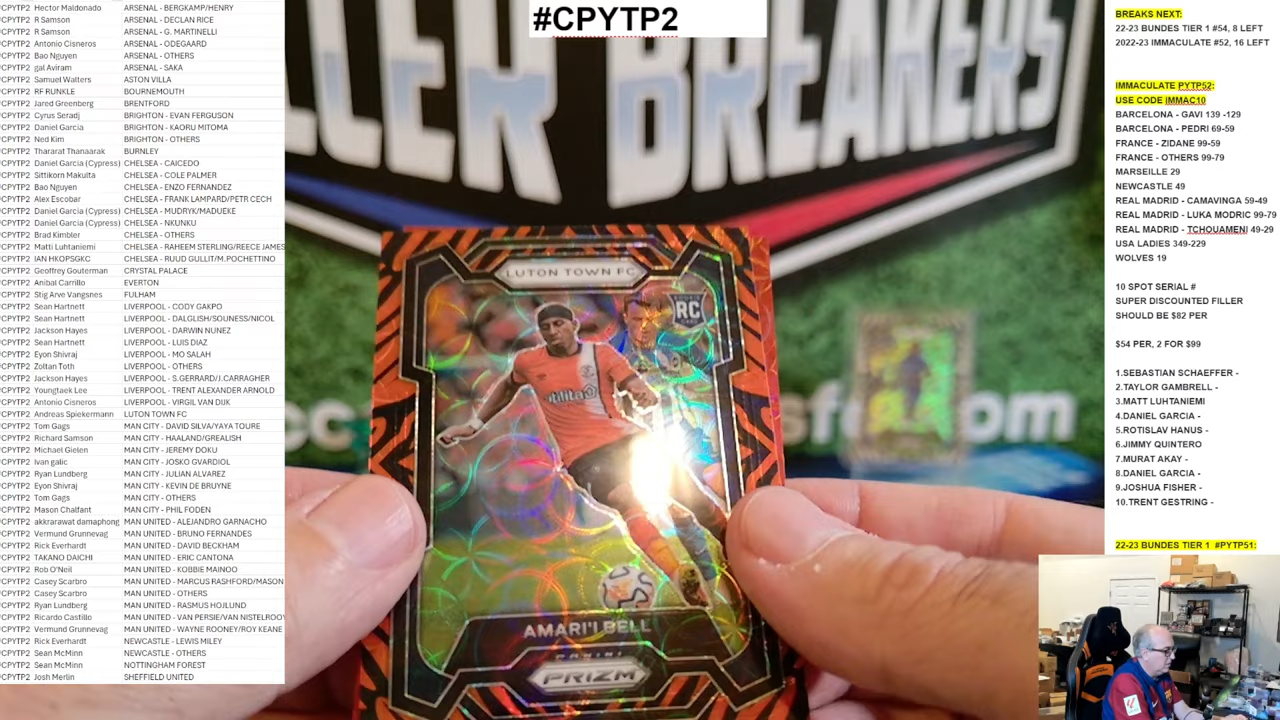 #CPYTP2
#CPYTP2 Hector Maldonado ARSENAL - BERGKAMP/HENRY
#CPYTP2 R Samson ARSENAL - DECLAN RICE
#CPYTP2 R Samson ARSENAL - G. MARTINELLI
#CPYTP2 Antonio Cisneros ARSENAL - ODEGAARD
#CPYTP2 Bao Nguyen ARSENAL - OTHERS
#CPYTP2 gal Aviram ARSENAL - SAKA
#CPYTP2 Samuel Walters ASTON VILLA
#CPYTP2 RF RUNKLE BOURNEMOUTH
#CPYTP2 Jared Greenberg BRENTFORD
#CPYTP2 Cyrus Seradj BRIGHTON - EVAN FERGUSON
#CPYTP2 Daniel Garcia BRIGHTON - KAORU MITOMA
#CPYTP2 Ned Kim BRIGHTON - OTHERS
#CPYTP2 Thararat Thanaarak BURNLEY
#CPYTP2 Daniel Garcia (Cypress) CHELSEA - CAICEDO
#CPYTP2 Sittikorn Makulta CHELSEA - COLE PALMER
#CPYTP2 Bao Nguyen CHELSEA - ENZO FERNANDEZ
#CPYTP2 Alex Escobar CHELSEA - FRANK LAMPARD/PETR CECH
#CPYTP2 Daniel Garcia (Cypress) CHELSEA - MUDRYK/MADUEKE
#CPYTP2 Daniel Garcia (Cypress) CHELSEA - NKUNKU
#CPYTP2 Brad Kimbler CHELSEA - OTHERS
#CPYTP2 Matti Luhtaniemi CHELSEA - RAHEEM STERLING/REECE JAMES
#CPYTP2 IAN HKOPSGKC CHELSEA - RUUD GULLIT/M.POCHETTINO
#CPYTP2 Geoffrey Gouterman CRYSTAL PALACE
#CPYTP2 Anibal Carrillo EVERTON
#CPYTP2 Stig Arve Vangsnes FULHAM
#CPYTP2 Sean Hartnett LIVERPOOL - CODY GAKPO
#CPYTP2 Sean Hartnett LIVERPOOL - DALGLISH/SOUNESS/NICOL
#CPYTP2 Jackson Hayes LIVERPOOL - DARWIN NUNEZ
#CPYTP2 Sean Hartnett LIVERPOOL - LUIS DIAZ
#CPYTP2 Eyon Shivraj LIVERPOOL - MO SALAH
#CPYTP2 Zoltan Toth LIVERPOOL - OTHERS
#CPYTP2 Jackson Hayes LIVERPOOL - S.GERRARD/J.CARRAGHER
#CPYTP2 Youngtaek Lee LIVERPOOL - TRENT ALEXANDER ARNOLD
#CPYTP2 Antonio Cisneros LIVERPOOL - VIRGIL VAN DIJK
#CPYTP2 Andreas Spiekermann LUTON TOWN FC
#CPYTP2 Tom Gags MAN CITY - DAVID SILVA/YAYA TOURE
#CPYTP2 Richard Samson MAN CITY - HAALAND/GREALISH
#CPYTP2 Michael Gielen MAN CITY - JEREMY DOKU
#CPYTP2 Ivan galic MAN CITY - JOSKO GVARDIOL
#CPYTP2 Ryan Lundberg MAN CITY - JULIAN ALVAREZ
#CPYTP2 Eyon Shivraj MAN CITY - KEVIN DE BRUYNE
#CPYTP2 Tom Gags MAN CITY - OTHERS
#CPYTP2 Mason Chalfant MAN CITY - PHIL FODEN
#CPYTP2 akkrarawat damaphong MAN UNITED - ALEJANDRO GARNACHO
#CPYTP2 Vermund Grunnevag MAN UNITED - BRUNO FERNANDES
#CPYTP2 Rick Everhardt MAN UNITED - DAVID BECKHAM
#CPYTP2 TAKANO DAICHI MAN UNITED - ERIC CANTONA
#CPYTP2 Rob O'Neil MAN UNITED - KOBBIE MAINOO
#CPYTP2 Casey Scarbro MAN UNITED - MARCUS RASHFORD/MASON
#CPYTP2 Casey Scarbro MAN UNITED - OTHERS
#CPYTP2 Ryan Lundberg MAN UNITED - RASMUS HOJLUND
#CPYTP2 Ricardo Castillo MAN UNITED - VAN PERSIE/VAN NISTELROOY
#CPYTP2 Vermund Grunnevag MAN UNITED - WAYNE ROONEY/ROY KEANE
#CPYTP2 Rick Everhardt NEWCASTLE - LEWIS MILEY
#CPYTP2 Sean McMinn NEWCASTLE - OTHERS
#CPYTP2 Sean McMinn NOTTINGHAM FOREST
#CPYTP2 Josh Merlin SHEFFIELD UNITED
LLER BREAKERS
LUTON TOWN FC
ROOKIE
RC
utilita
AMARI'I BELL
PANINI
PRIZM
BREAKS NEXT:
22-23 BUNDES TIER 1 #54, 8 LEFT
2022-23 IMMACULATE #52, 16 LEFT
IMMACULATE PYTP52:
USE CODE IMMAC10
BARCELONA - GAVI 139 -129
BARCELONA - PEDRI 69-59
FRANCE - ZIDANE 99-59
FRANCE - OTHERS 99-79
MARSEILLE 29
NEWCASTLE 49
REAL MADRID - CAMAVINGA 59-49
REAL MADRID - LUKA MODRIC 99-79
REAL MADRID - TCHOUAMENI 49-29
USA LADIES 349-229
WOLVES 19
10 SPOT SERIAL #
SUPER DISCOUNTED FILLER
SHOULD BE $82 PER
$54 PER, 2 FOR $99
1.SEBASTIAN SCHAEFFER -
2.TAYLOR GAMBRELL -
3.MATT LUHTANIEMI
4.DANIEL GARCIA -
5.ROTISLAV HANUS -
6.JIMMY QUINTERO
7.MURAT AKAY -
8.DANIEL GARCIA -
9.JOSHUA FISHER -
10.TRENT GESTRING -
22-23 BUNDES TIER 1 #PYTP51: